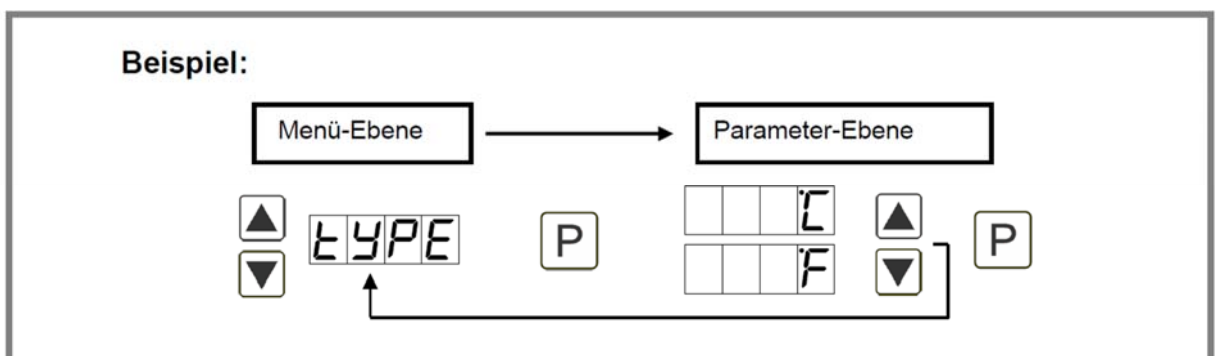 Beispiel:
Menü-Ebene Parameter-Ebene
°C
tYPE P P
°F